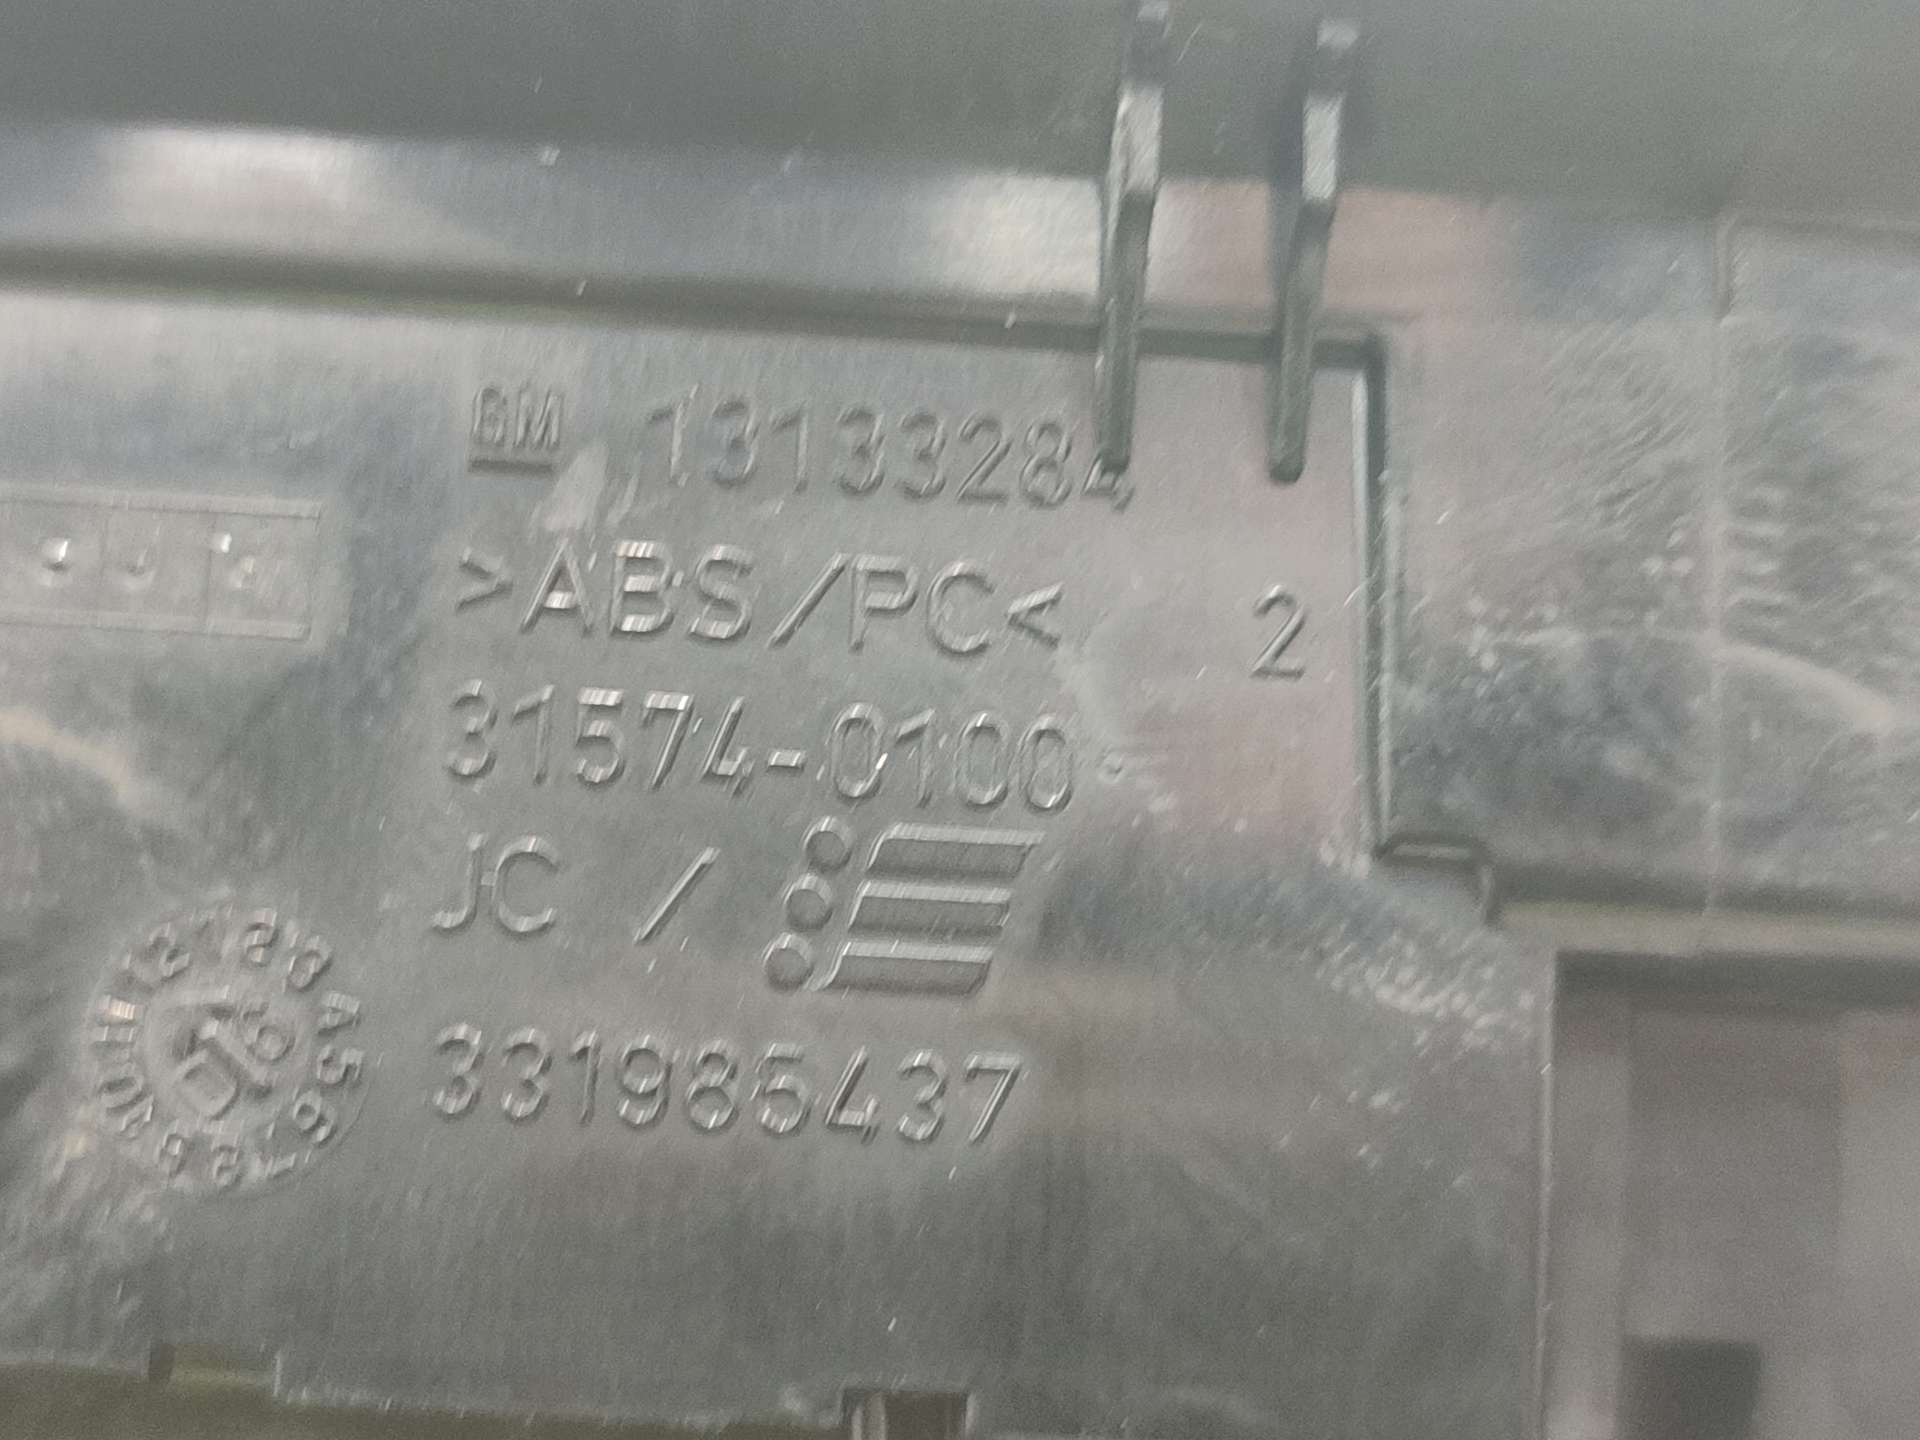 GM 13133284
>ABS/PC< 2
31574-0100
JC /
331985437